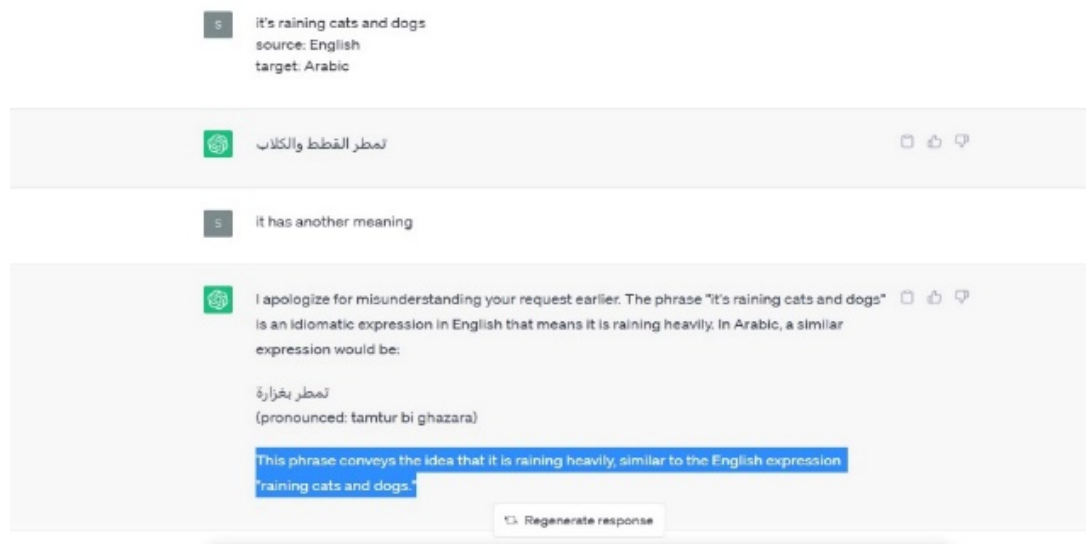 S
it's raining cats and dogs
source: English
target: Arabic
تمطر القطط والكلاب
S
it has another meaning
I apologize for misunderstanding your request earlier. The phrase "it's raining cats and dogs"
is an idiomatic expression in English that means it is raining heavily. In Arabic, a similar
expression would be:
تمطر بغزارة
(pronounced: tamtur bi ghazara)
This phrase conveys the idea that it is raining heavily, similar to the English expression
"raining cats and dogs."
Regenerate response